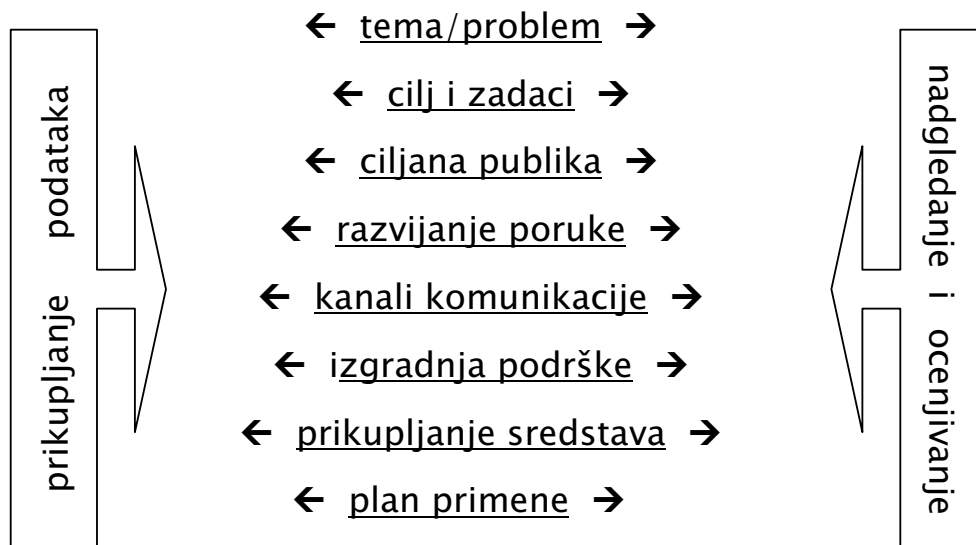 prikupljanje podataka
← tema/problem →
← cilj i zadaci →
← ciljana publika →
← razvijanje poruke →
← kanali komunikacije →
← izgradnja podrške →
← prikupljanje sredstava →
← plan primene →
nadgledanje i ocenjivanje